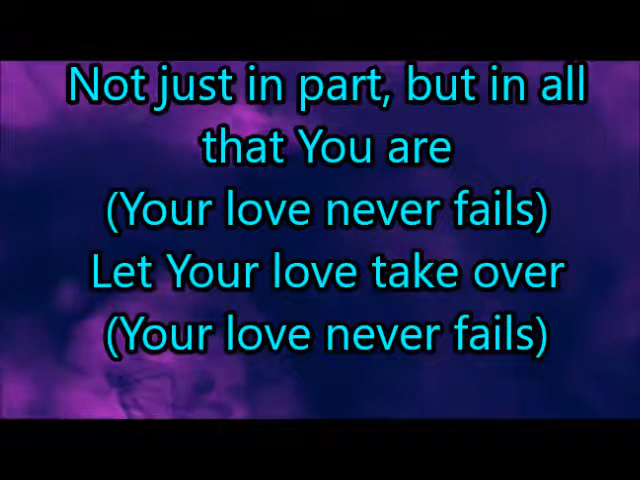 Not just in part, but in all
that You are
(Your love never fails)
Let Your love take over
(Your love never fails)